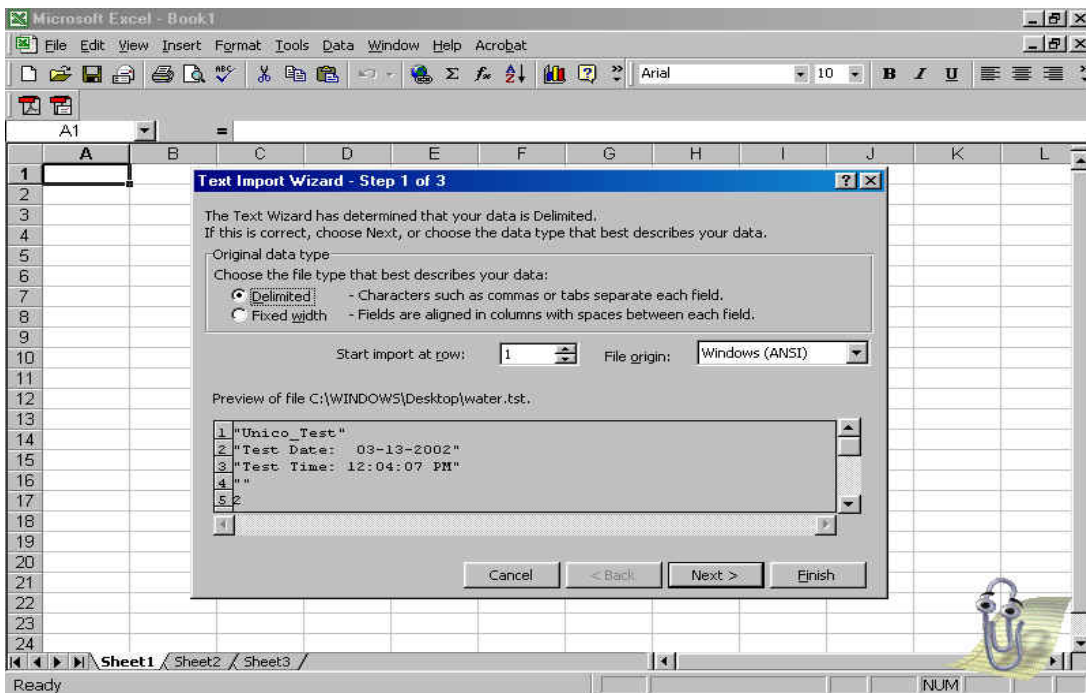 Microsoft Excel - Book1
File Edit View Insert Format Tools Data Window Help Acrobat
ABC Σ f A Z ? » Arial 10 B I U
A1 =
A B C D E F G H I J K L
1
2
3
4
5
6
7
8
9
10
11
12
13
14
15
16
17
18
19
20
21
22
23
24
Text Import Wizard - Step 1 of 3
The Text Wizard has determined that your data is Delimited.
If this is correct, choose Next, or choose the data type that best describes your data.
Original data type
Choose the file type that best describes your data:
Delimited - Characters such as commas or tabs separate each field.
Fixed width - Fields are aligned in columns with spaces between each field.
Start import at row: 1 File origin: Windows (ANSI)
Preview of file C:\WINDOWS\Desktop\water.tst.
1 "Unico_Test"
2 "Test Date:  03-13-2002"
3 "Test Time: 12:04:07 PM"
4 ""
5 2
Cancel < Back Next > Finish
Sheet1 / Sheet2 / Sheet3 /
Ready NUM